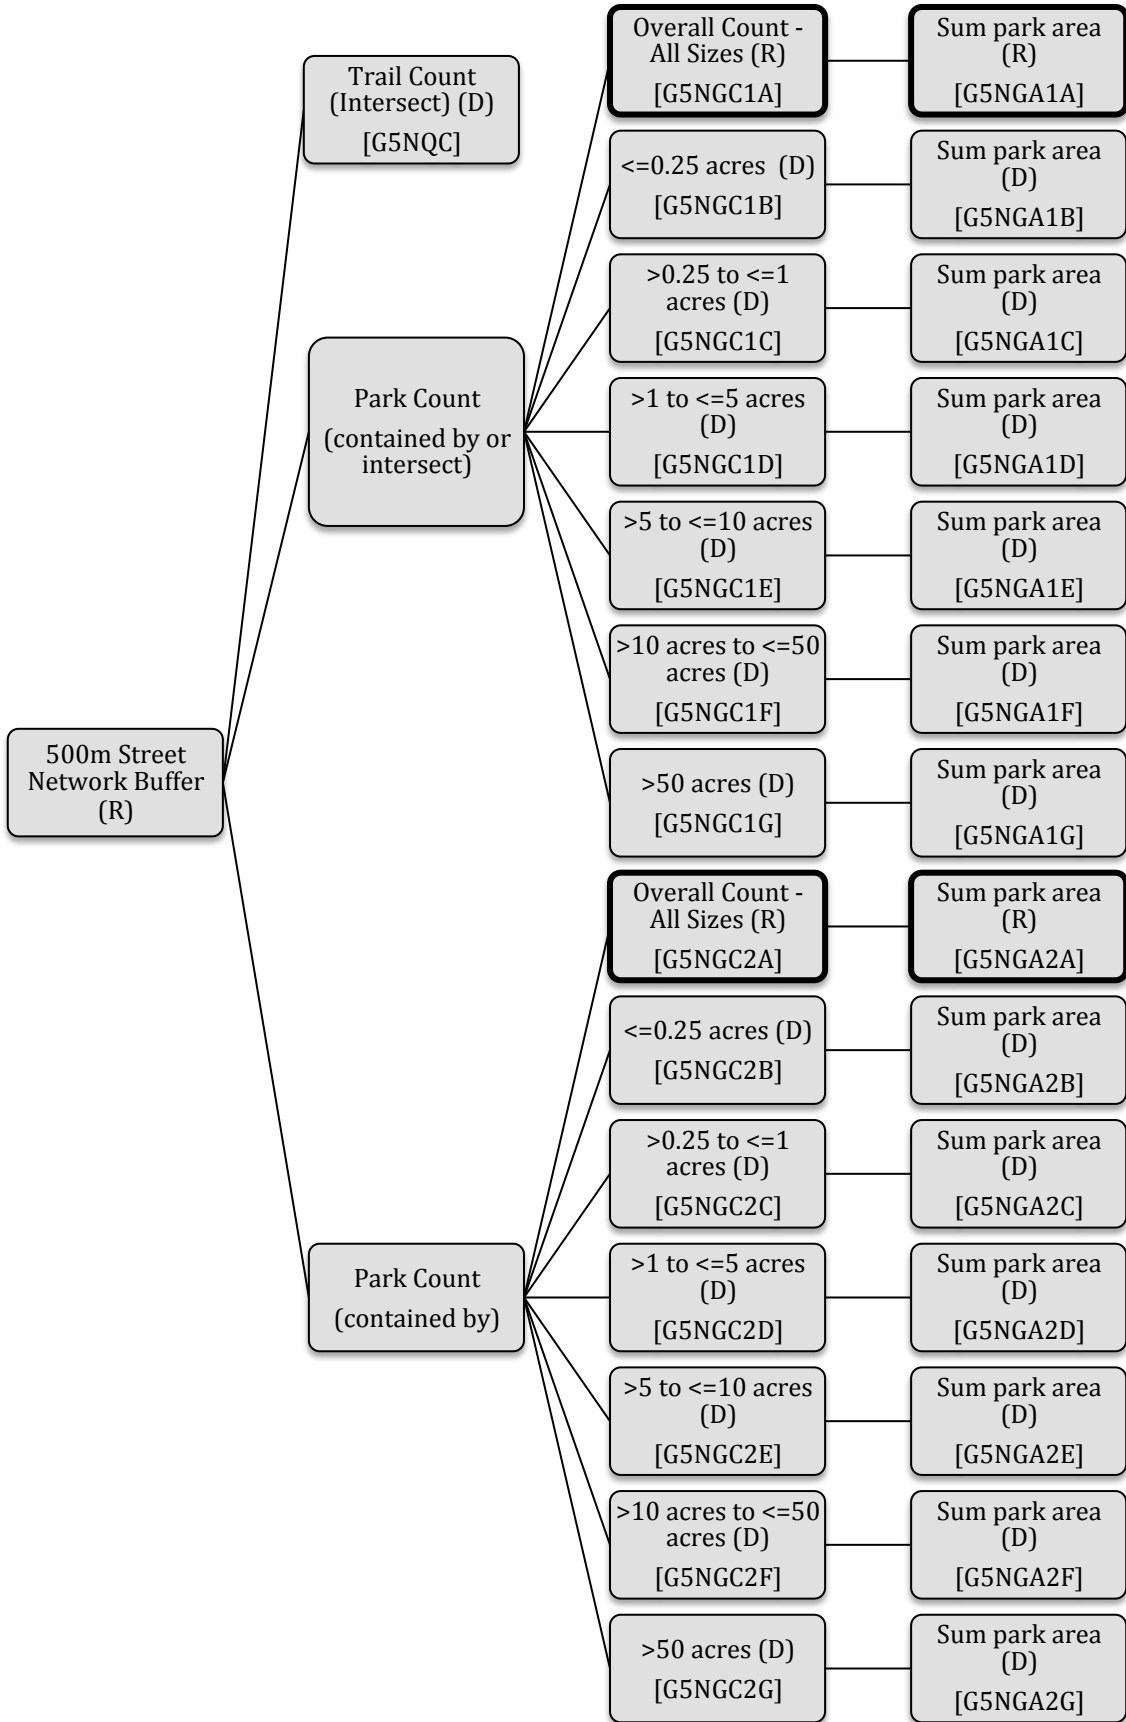 500m Street
Network Buffer
(R)
Trail Count
(Intersect) (D)
[G5NQC]
Park Count
(contained by or
intersect)
Overall Count -
All Sizes (R)
[G5NGC1A]
Sum park area
(R)
[G5NGA1A]
<=0.25 acres  (D)
[G5NGC1B]
Sum park area
(D)
[G5NGA1B]
>0.25 to <=1
acres (D)
[G5NGC1C]
Sum park area
(D)
[G5NGA1C]
>1 to <=5 acres
(D)
[G5NGC1D]
Sum park area
(D)
[G5NGA1D]
>5 to <=10 acres
(D)
[G5NGC1E]
Sum park area
(D)
[G5NGA1E]
>10 acres to <=50
acres (D)
[G5NGC1F]
Sum park area
(D)
[G5NGA1F]
>50 acres (D)
[G5NGC1G]
Sum park area
(D)
[G5NGA1G]
Park Count
(contained by)
Overall Count -
All Sizes (R)
[G5NGC2A]
Sum park area
(R)
[G5NGA2A]
<=0.25 acres (D)
[G5NGC2B]
Sum park area
(D)
[G5NGA2B]
>0.25 to <=1
acres (D)
[G5NGC2C]
Sum park area
(D)
[G5NGA2C]
>1 to <=5 acres
(D)
[G5NGC2D]
Sum park area
(D)
[G5NGA2D]
>5 to <=10 acres
(D)
[G5NGC2E]
Sum park area
(D)
[G5NGA2E]
>10 acres to <=50
acres (D)
[G5NGC2F]
Sum park area
(D)
[G5NGA2F]
>50 acres (D)
[G5NGC2G]
Sum park area
(D)
[G5NGA2G]